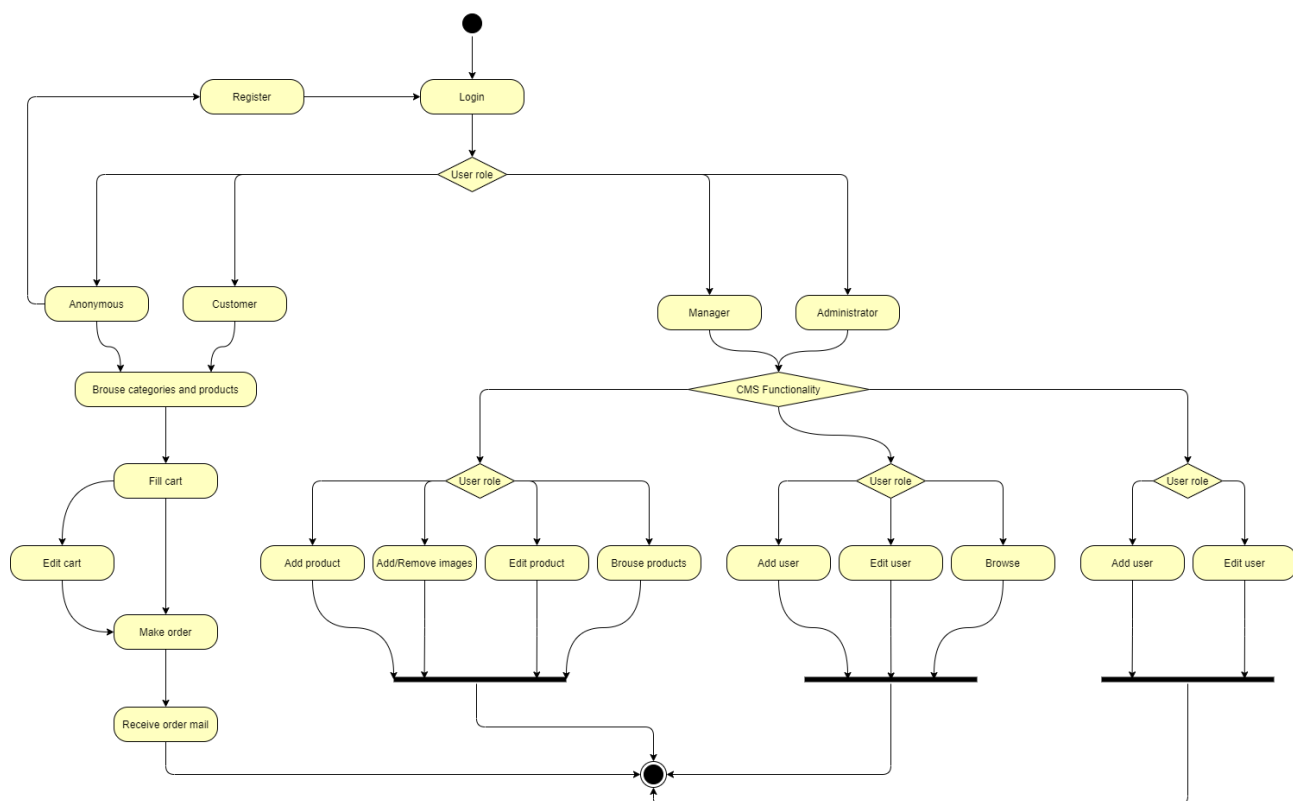 Register
Login
User role
Anonymous
Customer
Manager
Administrator
Brouse categories and products
CMS Functionality
Fill cart
User role
User role
User role
Edit cart
Add product
Add/Remove images
Edit product
Brouse products
Add user
Edit user
Browse
Add user
Edit user
Make order
Receive order mail